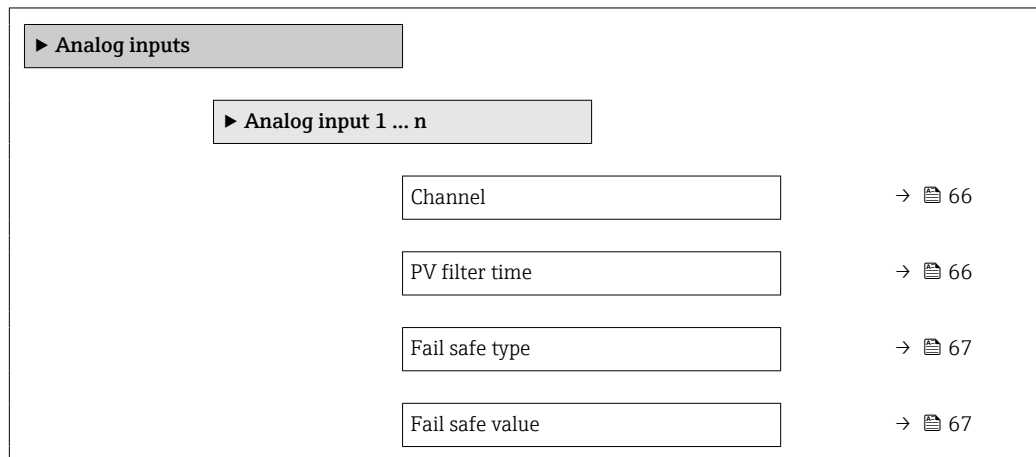 ▶ Analog inputs
▶ Analog input 1 ... n
Channel → 66
PV filter time → 66
Fail safe type → 67
Fail safe value → 67